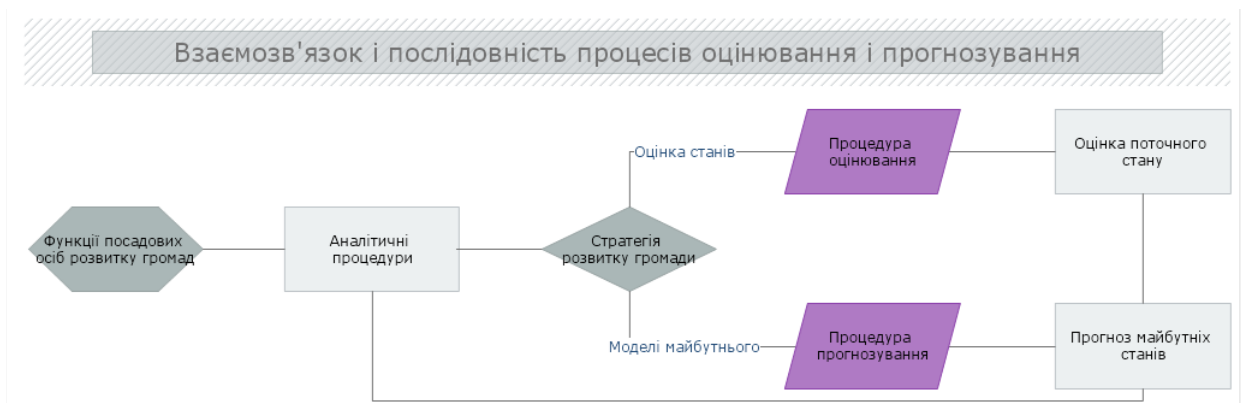 Взаємозв'язок і послідовність процесів оцінювання і прогнозування
Оцінка станів
Процедура
оцінювання
Оцінка поточного
стану
Функції посадових
осіб розвитку громад
Аналітичні
процедури
Стратегія
розвитку громади
Моделі майбутнього
Процедура
прогнозування
Прогноз майбутніх
станів